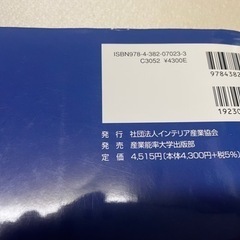 ISBN978-4-382-07023-3
C3052 ¥4300E
978438
19230
発行／社団法人インテリア産業協会
発売／産業能率大学出版部
定価／4,515円（本体4,300円+税5%）